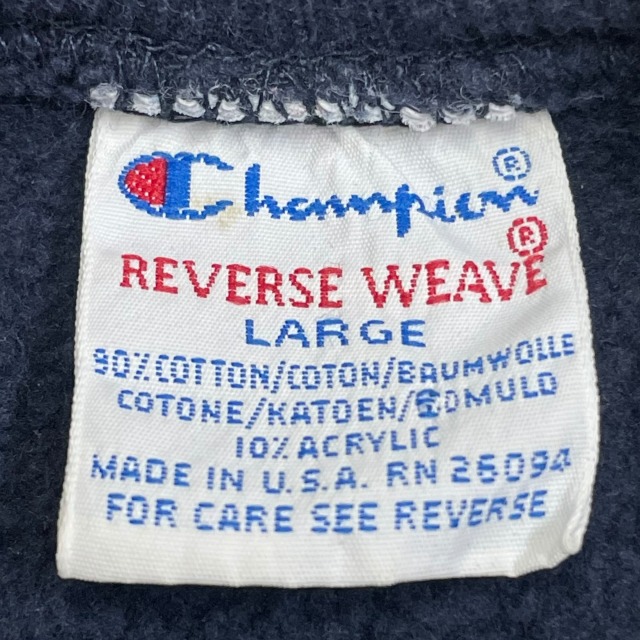 Champion®
REVERSE WEAVE®
LARGE
90% COTTON/COTON/BAUMWOLLE
COTONE/KATOEN/BOMULD
10% ACRYLIC
MADE IN U.S.A. RN 26094
FOR CARE SEE REVERSE